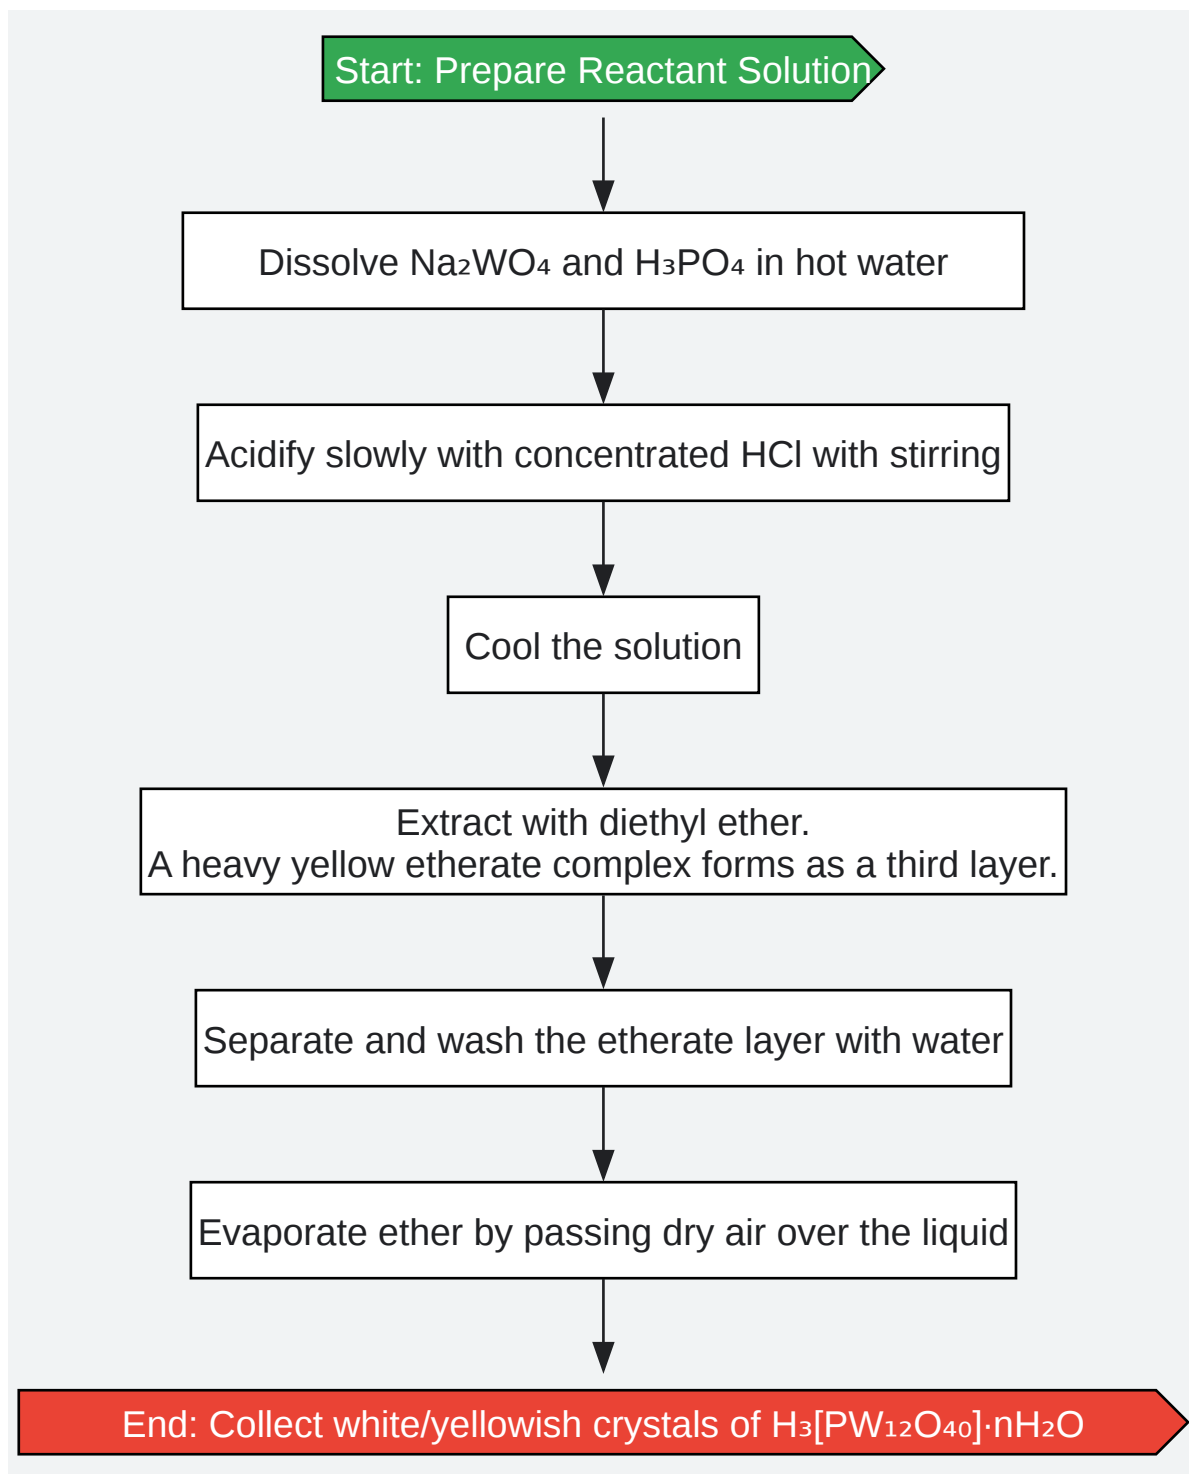 Start: Prepare Reactant Solution
Dissolve Na₂WO₄ and H₃PO₄ in hot water
Acidify slowly with concentrated HCl with stirring
Cool the solution
Extract with diethyl ether.
A heavy yellow etherate complex forms as a third layer.
Separate and wash the etherate layer with water
Evaporate ether by passing dry air over the liquid
End: Collect white/yellowish crystals of H₃[PW₁₂O₄₀]·nH₂O